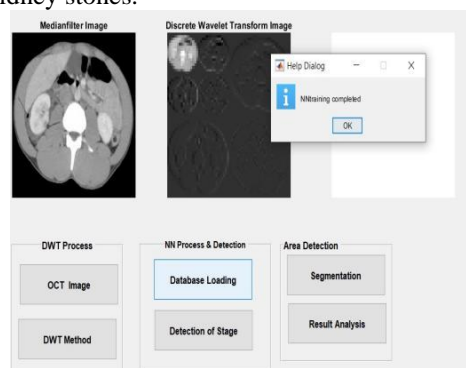 idney stones.
Medianfilter Image
Discrete Wavelet Transform Image
Help Dialog
NNtraining completed
OK
DWT Process
NN Process & Detection
Area Detection
OCT Image
Database Loading
Segmentation
DWT Method
Detection of Stage
Result Analysis